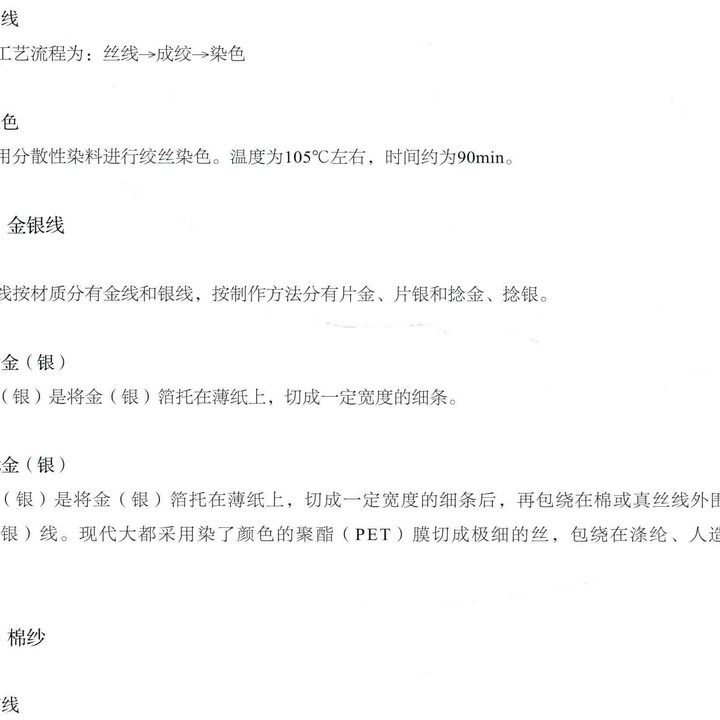 线
工艺流程为：丝线→成绞→染色
色
用分散性染料进行绞丝染色。温度为105℃左右，时间约为90min。
金银线
线按材质分有金线和银线，按制作方法分有片金、片银和捻金、捻银。
金（银）
（银）是将金（银）箔托在薄纸上，切成一定宽度的细条。
金（银）
（银）是将金（银）箔托在薄纸上，切成一定宽度的细条后，再包绕在棉或真丝线外围
银）线。现代大都采用染了颜色的聚酯（PET）膜切成极细的丝，包绕在涤纶、人造
棉纱
线